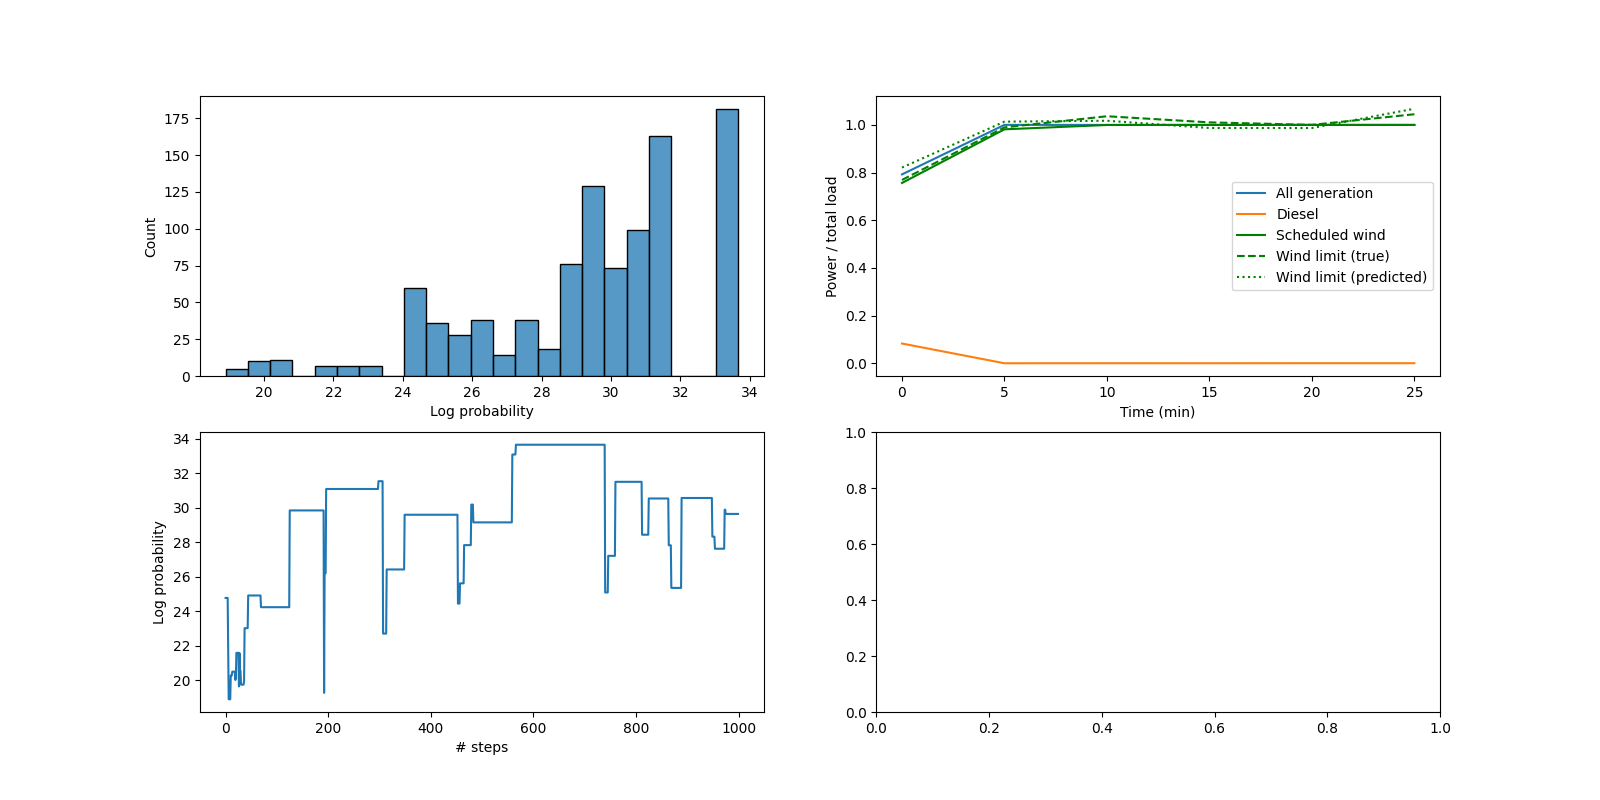 175
150
125
100
75
50
25
0
Count
20 22 24 26 28 30 32 34
Log probability
1.0
0.8
0.6
0.4
0.2
0.0
Power / total load
All generation
Diesel
Scheduled wind
Wind limit (true)
Wind limit (predicted)
0 5 10 15 20 25
Time (min)
34
32
30
28
26
24
22
20
Log probability
0 200 400 600 800 1000
# steps
1.0
0.8
0.6
0.4
0.2
0.0
0.0 0.2 0.4 0.6 0.8 1.0